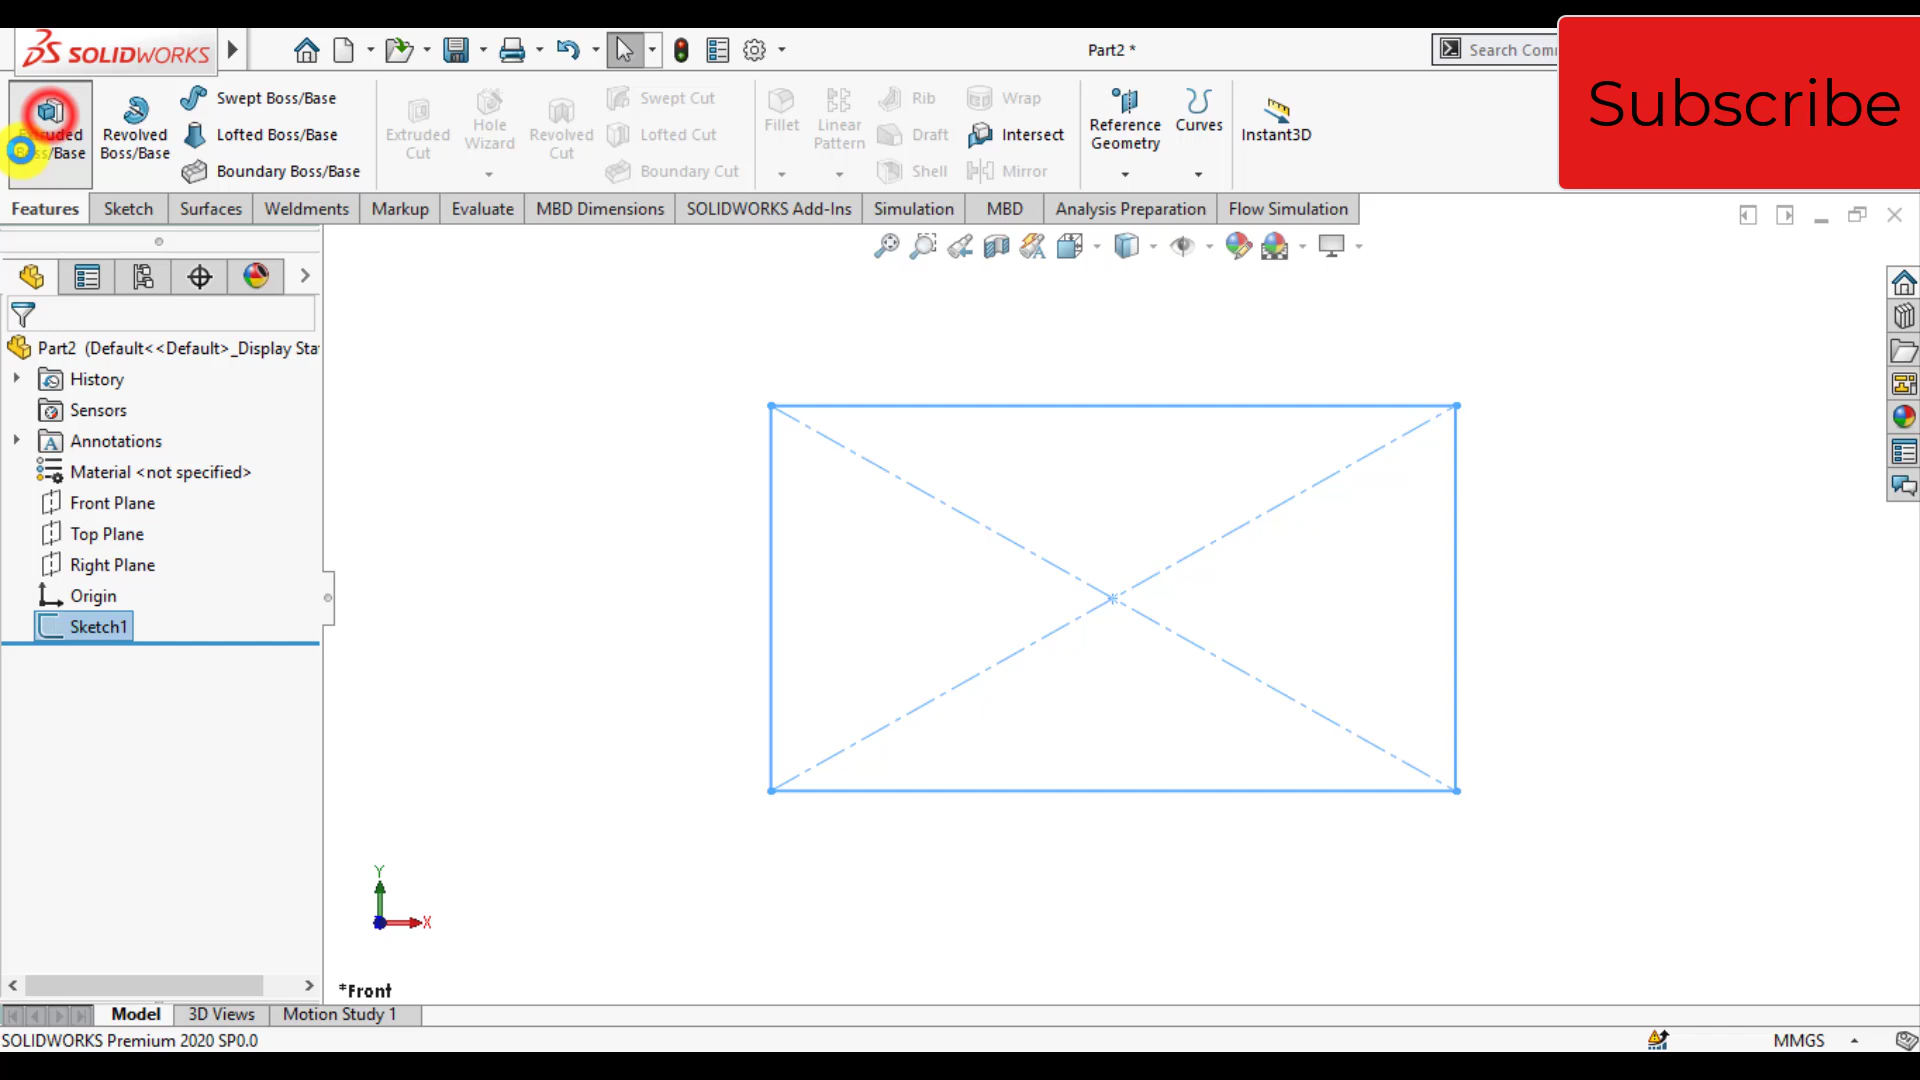 SOLIDWORKS
Part2 *
Search Com
Subscribe
Extruded
Boss/Base
Revolved
Boss/Base
Swept Boss/Base
Lofted Boss/Base
Boundary Boss/Base
Extruded
Cut
Hole
Wizard
Revolved
Cut
Swept Cut
Lofted Cut
Boundary Cut
Fillet
Linear
Pattern
Rib
Draft
Shell
Wrap
Intersect
Mirror
Reference
Geometry
Curves
Instant3D
Features
Sketch
Surfaces
Weldments
Markup
Evaluate
MBD Dimensions
SOLIDWORKS Add-Ins
Simulation
MBD
Analysis Preparation
Flow Simulation
Part2 (Default<<Default>_Display Sta
History
Sensors
Annotations
Material <not specified>
Front Plane
Top Plane
Right Plane
Origin
Sketch1
Y
X
*Front
Model
3D Views
Motion Study 1
SOLIDWORKS Premium 2020 SP0.0
MMGS